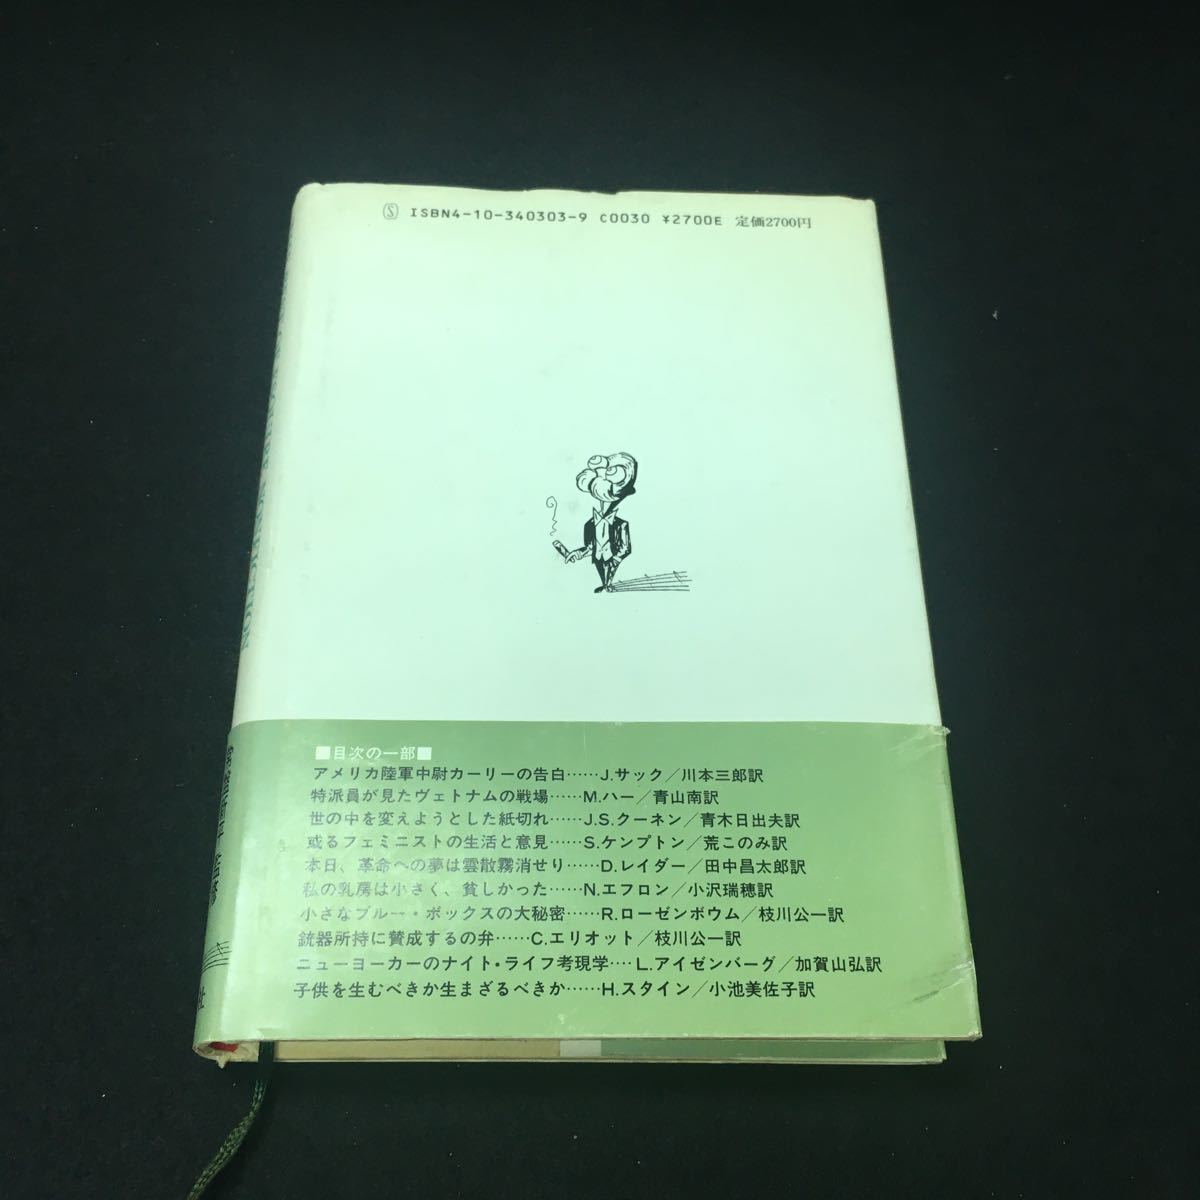 Ⓢ ISBN4-10-340303-9 C0030 ¥2700E 定価2700円
■目次の一部■
アメリカ陸軍中尉カーリーの告白……J.サック／川本三郎訳
特派員が見たヴェトナムの戦場……M.ハー／青山南訳
世の中を変えようとした紙切れ……J.S.クーネン／青木日出夫訳
或るフェミニストの生活と意見……S.ケンプトン／荒このみ訳
本日、革命への夢は雲散霧消せり……D.レイダー／田中昌太郎訳
私の乳房は小さく、貧しかった……N.エフロン／小沢瑞穂訳
小さなブルー・ボックスの大秘密……R.ローゼンボウム／枝川公一訳
銃器所持に賛成するの弁……C.エリオット／枝川公一訳
ニューヨーカーのナイト・ライフ考現学‥‥L.アイゼンバーグ／加賀山弘訳
子供を生むべきか生まざるべきか……H.スタイン／小池美佐子訳